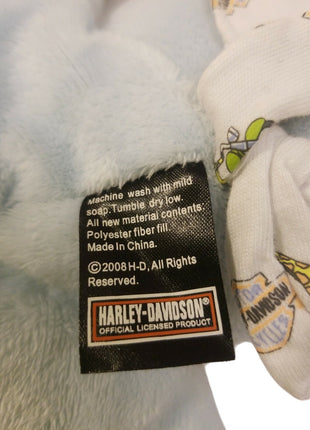 Machine wash with mild
soap.Tumble dry low.
All new material contents:
Polyester fiber fill.
Made In China.
©2008 H-D, All Rights
Reserved.
HARLEY-DAVIDSON®
OFFICIAL LICENSED PRODUCT
DAVIDSON